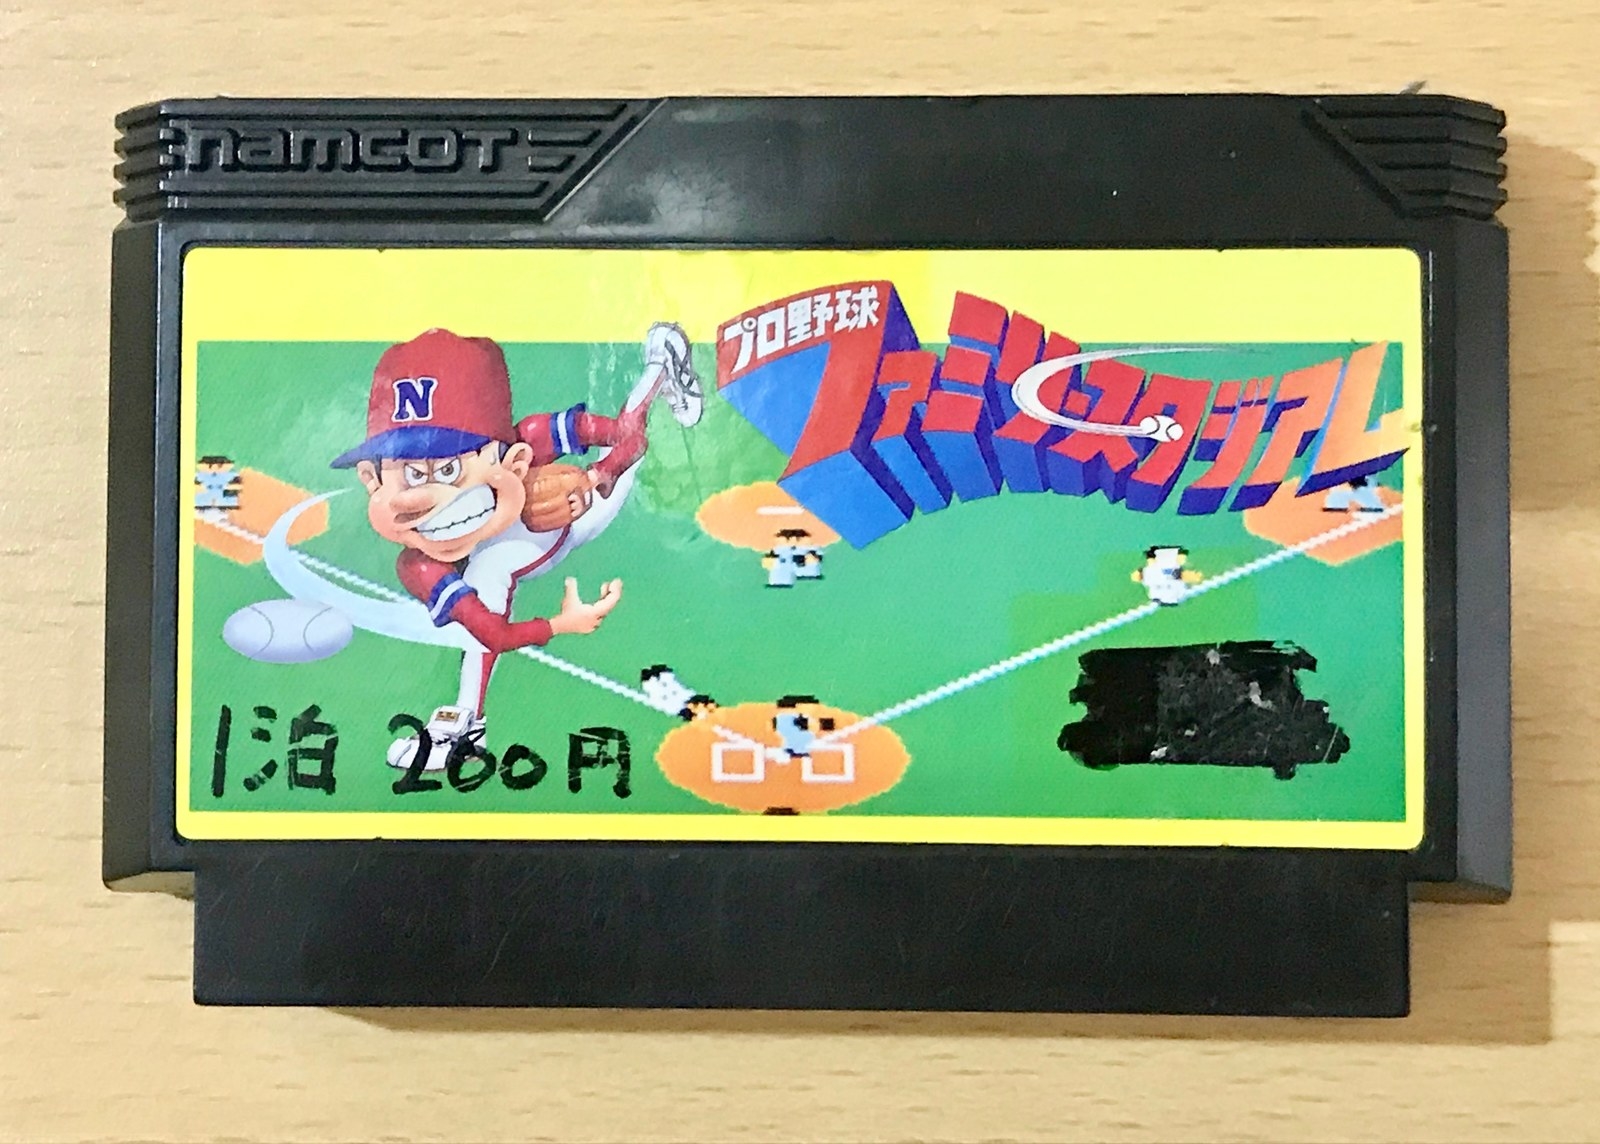 namcot
プロ野球
ファミリースタジアム
N
1泊 200円